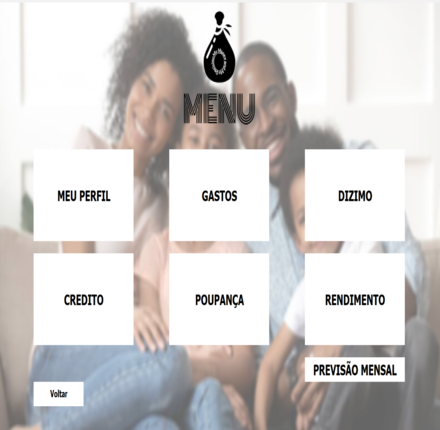 MENU
MEU PERFIL
GASTOS
DIZIMO
CREDITO
POUPANÇA
RENDIMENTO
PREVISÃO MENSAL
Voltar